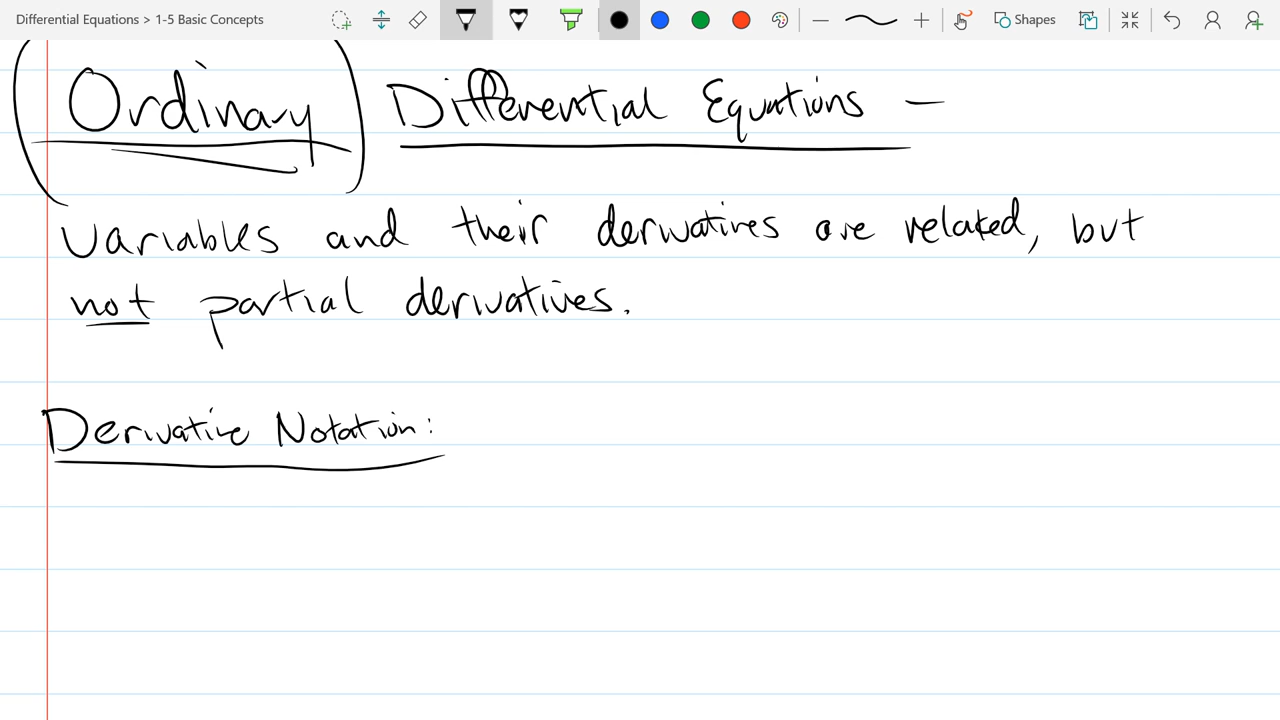 Differential Equations > 1-5 Basic Concepts
Shapes
(Ordinary) Differential Equations —
Variables and their derivatives are related, but
not partial derivatives.
Derivative Notation: